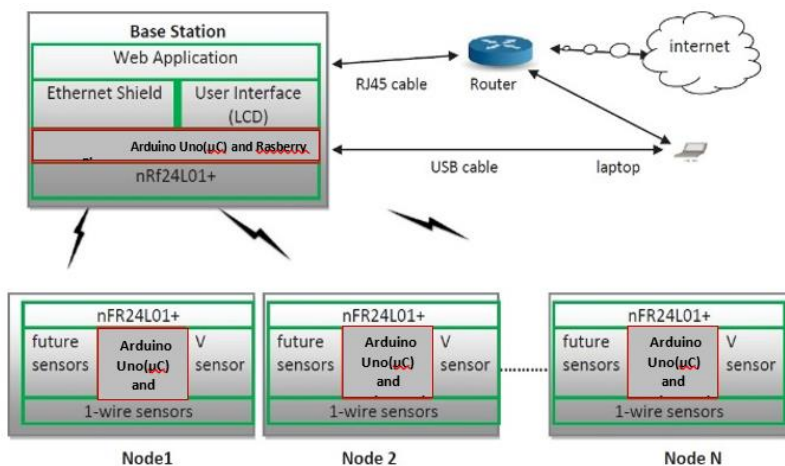 Base Station
Web Application
Ethernet Shield
User Interface
(LCD)
Arduino Uno(µC) and Rasberry
nRf24L01+
RJ45 cable
Router
internet
USB cable
laptop
nFR24L01+
future
sensors
Arduino
Uno(µC)
and
V
sensor
1-wire sensors
Node1
nFR24L01+
future
sensors
Arduino
Uno(µC)
and
V
sensor
1-wire sensors
Node 2
nFR24L01+
future
sensors
Arduino
Uno(µC)
and
V
sensor
1-wire sensors
Node N